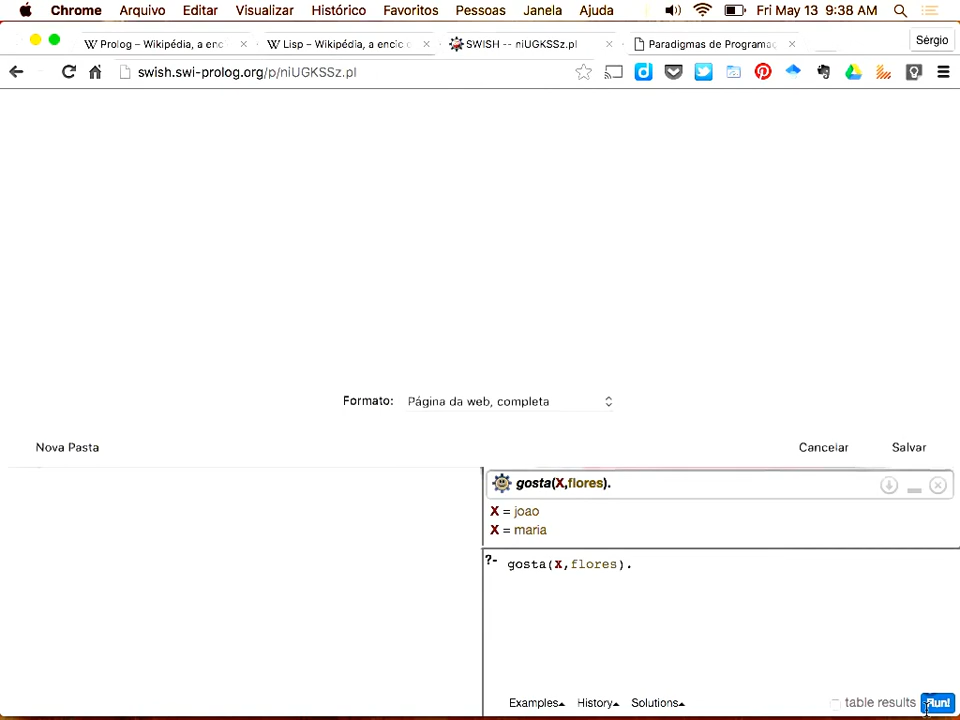 Chrome Arquivo Editar Visualizar Histórico Favoritos Pessoas Janela Ajuda Fri May 13 9:38 AM
Prolog – Wikipédia, a enc Lisp – Wikipédia, a encic SWISH -- niUGKSSz.pl Paradigmas de Programaç Sérgio
swish.swi-prolog.org/p/niUGKSSz.pl
Formato: Página da web, completa
Nova Pasta Cancelar Salvar
gosta(X,flores).
X = joao
X = maria
?- gosta(X,flores).
Examples History Solutions table results Run!